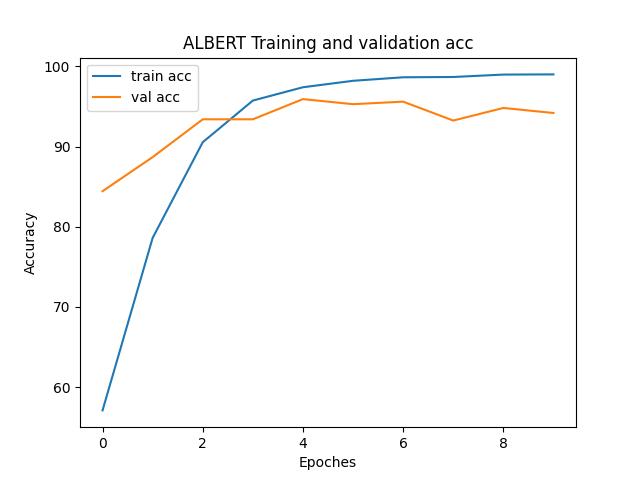 ALBERT Training and validation acc
train acc
val acc
100
90
80
70
60
Accuracy
0 2 4 6 8
Epoches